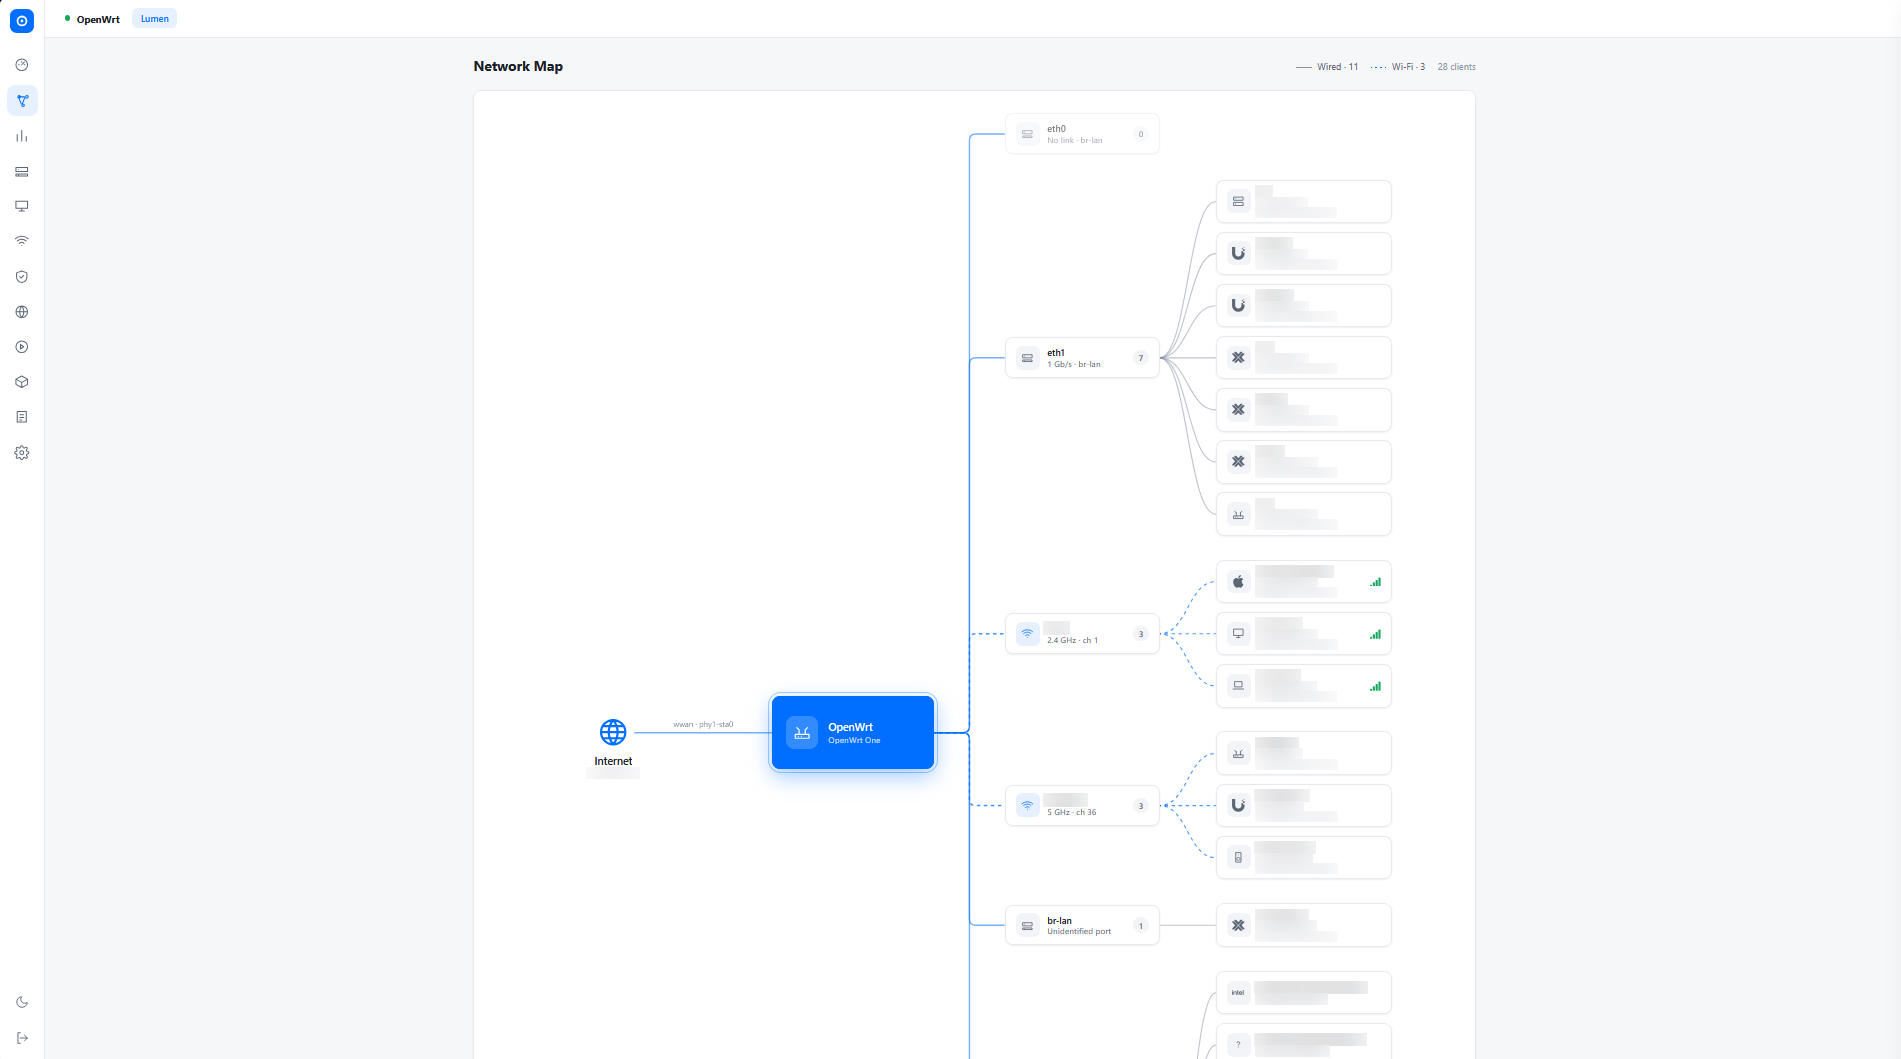 OpenWrt
Lumen
Network Map
Wired · 11
Wi-Fi · 3
28 clients
eth0
No link · br-lan
0
eth1
1 Gb/s · br-lan
7
2.4 GHz · ch 1
3
wwan · phy1-sta0
Internet
OpenWrt
OpenWrt One
5 GHz · ch 36
3
br-lan
Unidentified port
1
intel
?